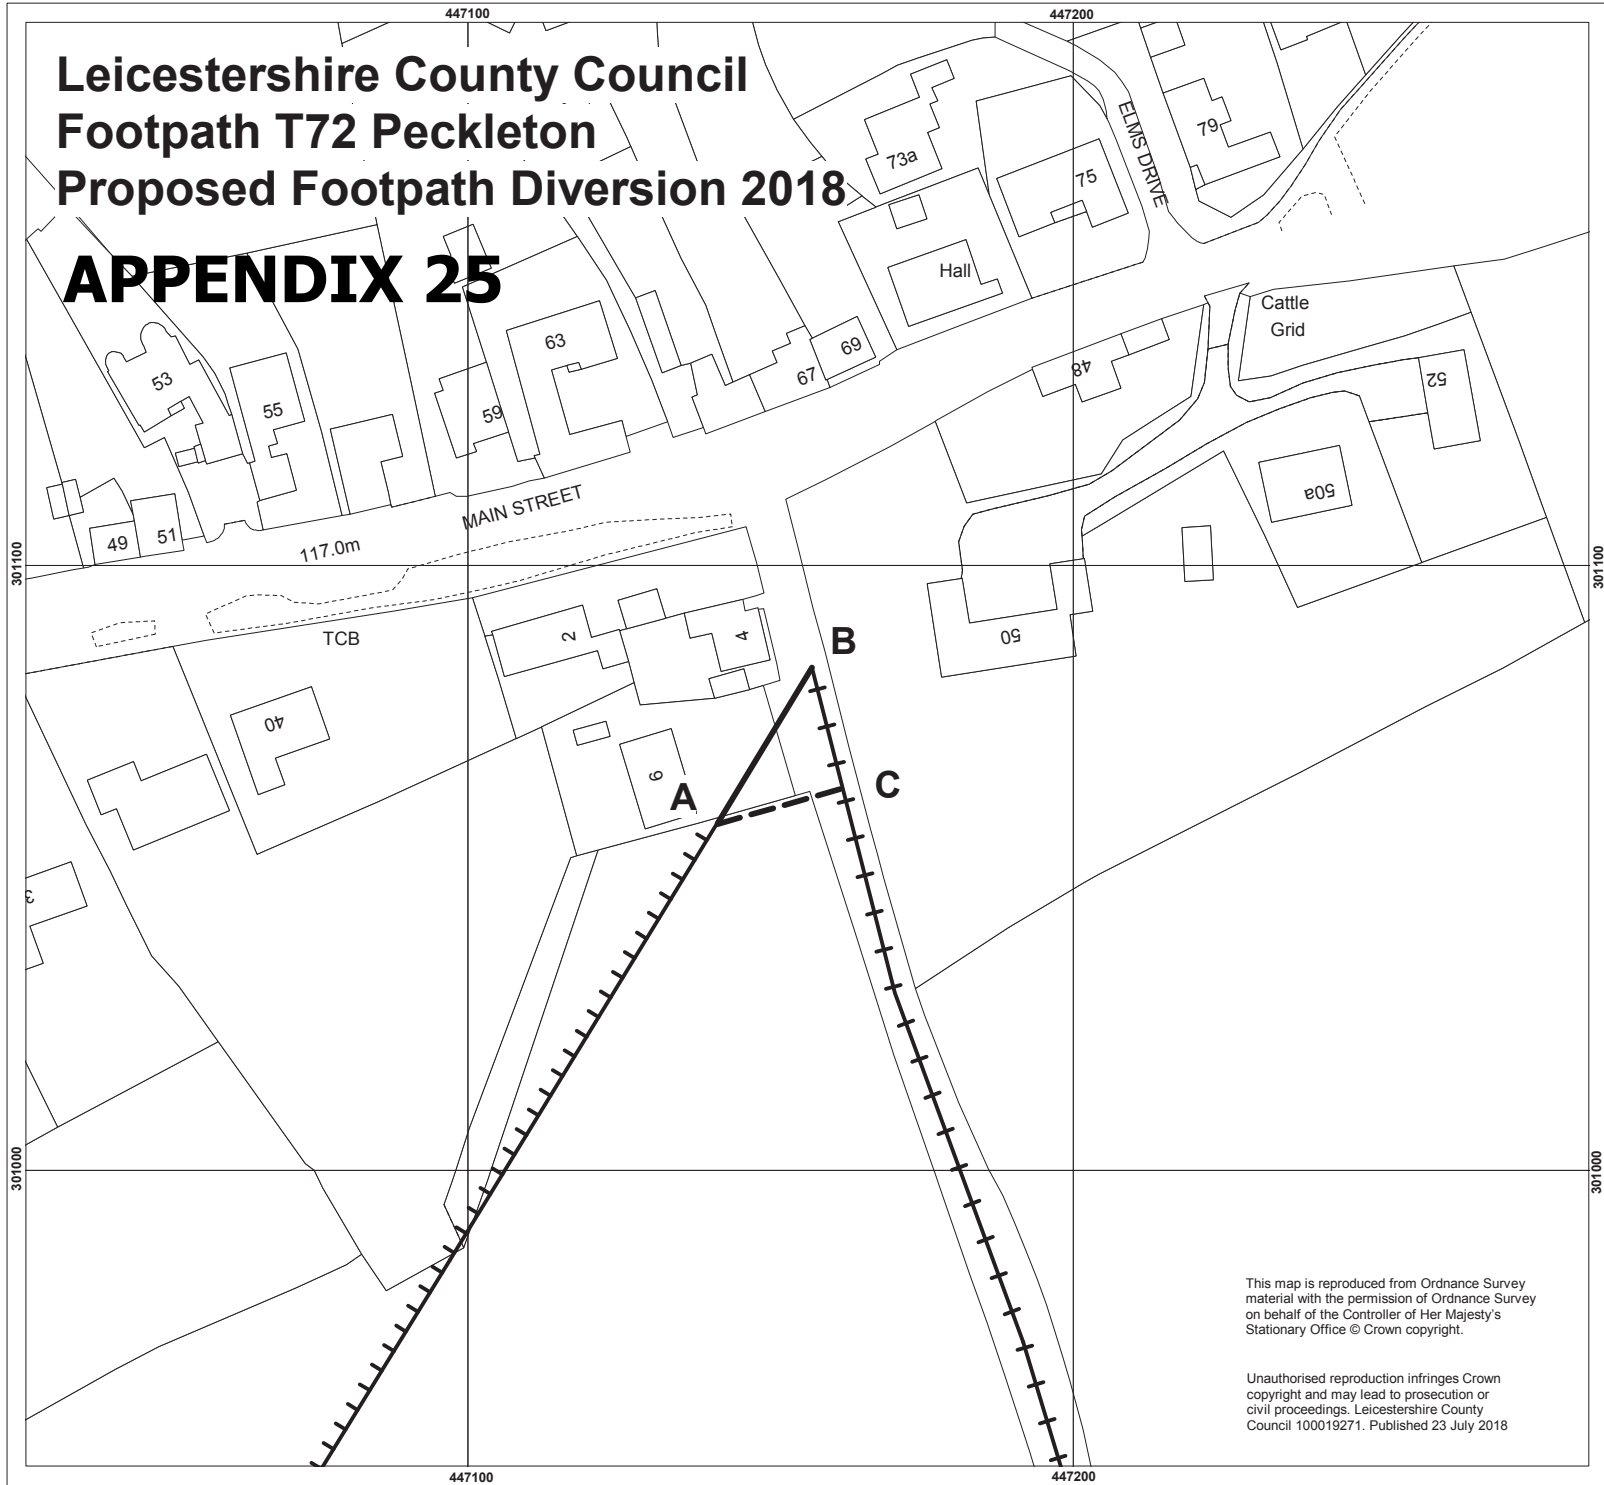 447100
447200
Leicestershire County Council
Footpath T72 Peckleton
Proposed Footpath Diversion 2018
APPENDIX 25
ELMS DRIVE
79
73a
75
Hall
Cattle
Grid
63
69
67
48
52
53
55
59
50a
MAIN STREET
49
51
117.0m
301100
301100
TCB
2
4
B
50
40
6
A
C
3
301000
301000
This map is reproduced from Ordnance Survey
material with the permission of Ordnance Survey
on behalf of the Controller of Her Majesty's
Stationary Office © Crown copyright.
Unauthorised reproduction infringes Crown
copyright and may lead to prosecution or
civil proceedings. Leicestershire County
Council 100019271. Published 23 July 2018
447100
447200